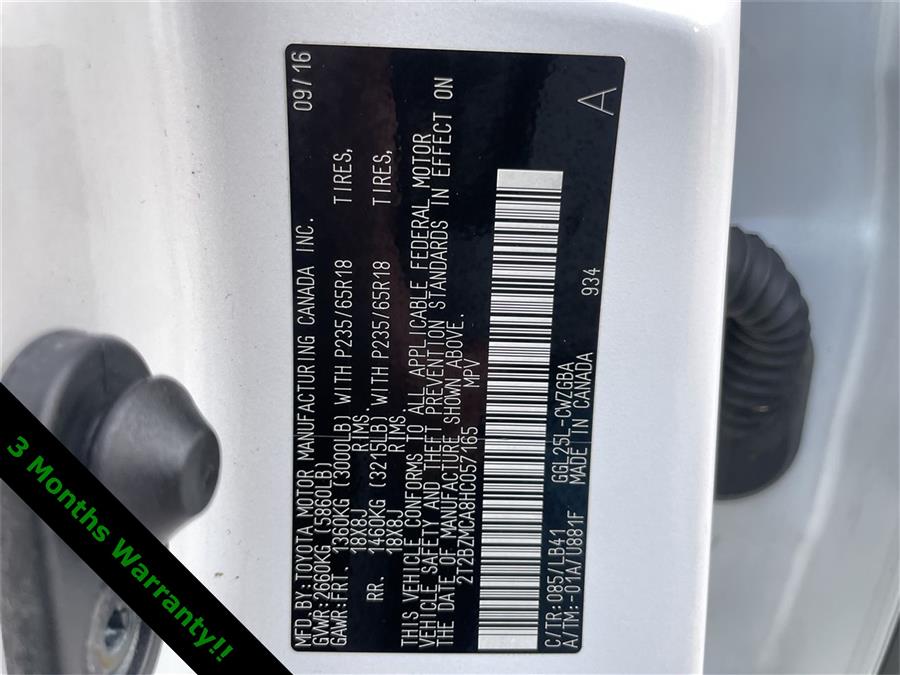 MFD.BY:TOYOTA MOTOR MANUFACTURING CANADA INC. 09/16
GVWR:2660KG (5860LB)
GAWR:FRT. 1360KG (3000LB) WITH P235/65R18 TIRES,
18X8J RIMS.
RR. 1460KG (3215LB) WITH P235/65R18 TIRES,
18X8J RIMS.
THIS VEHICLE CONFORMS TO ALL APPLICABLE FEDERAL MOTOR
VEHICLE SAFETY AND THEFT PREVENTION STANDARDS IN EFFECT ON
THE DATE OF MANUFACTURE SHOWN ABOVE.
2T2BZMCA8HC057165 MPV
C/TR:085/LB41 GGL25L-CWZGBA 934 A
A/TM:-01A/U881F MADE IN CANADA
3 Months Warranty!!